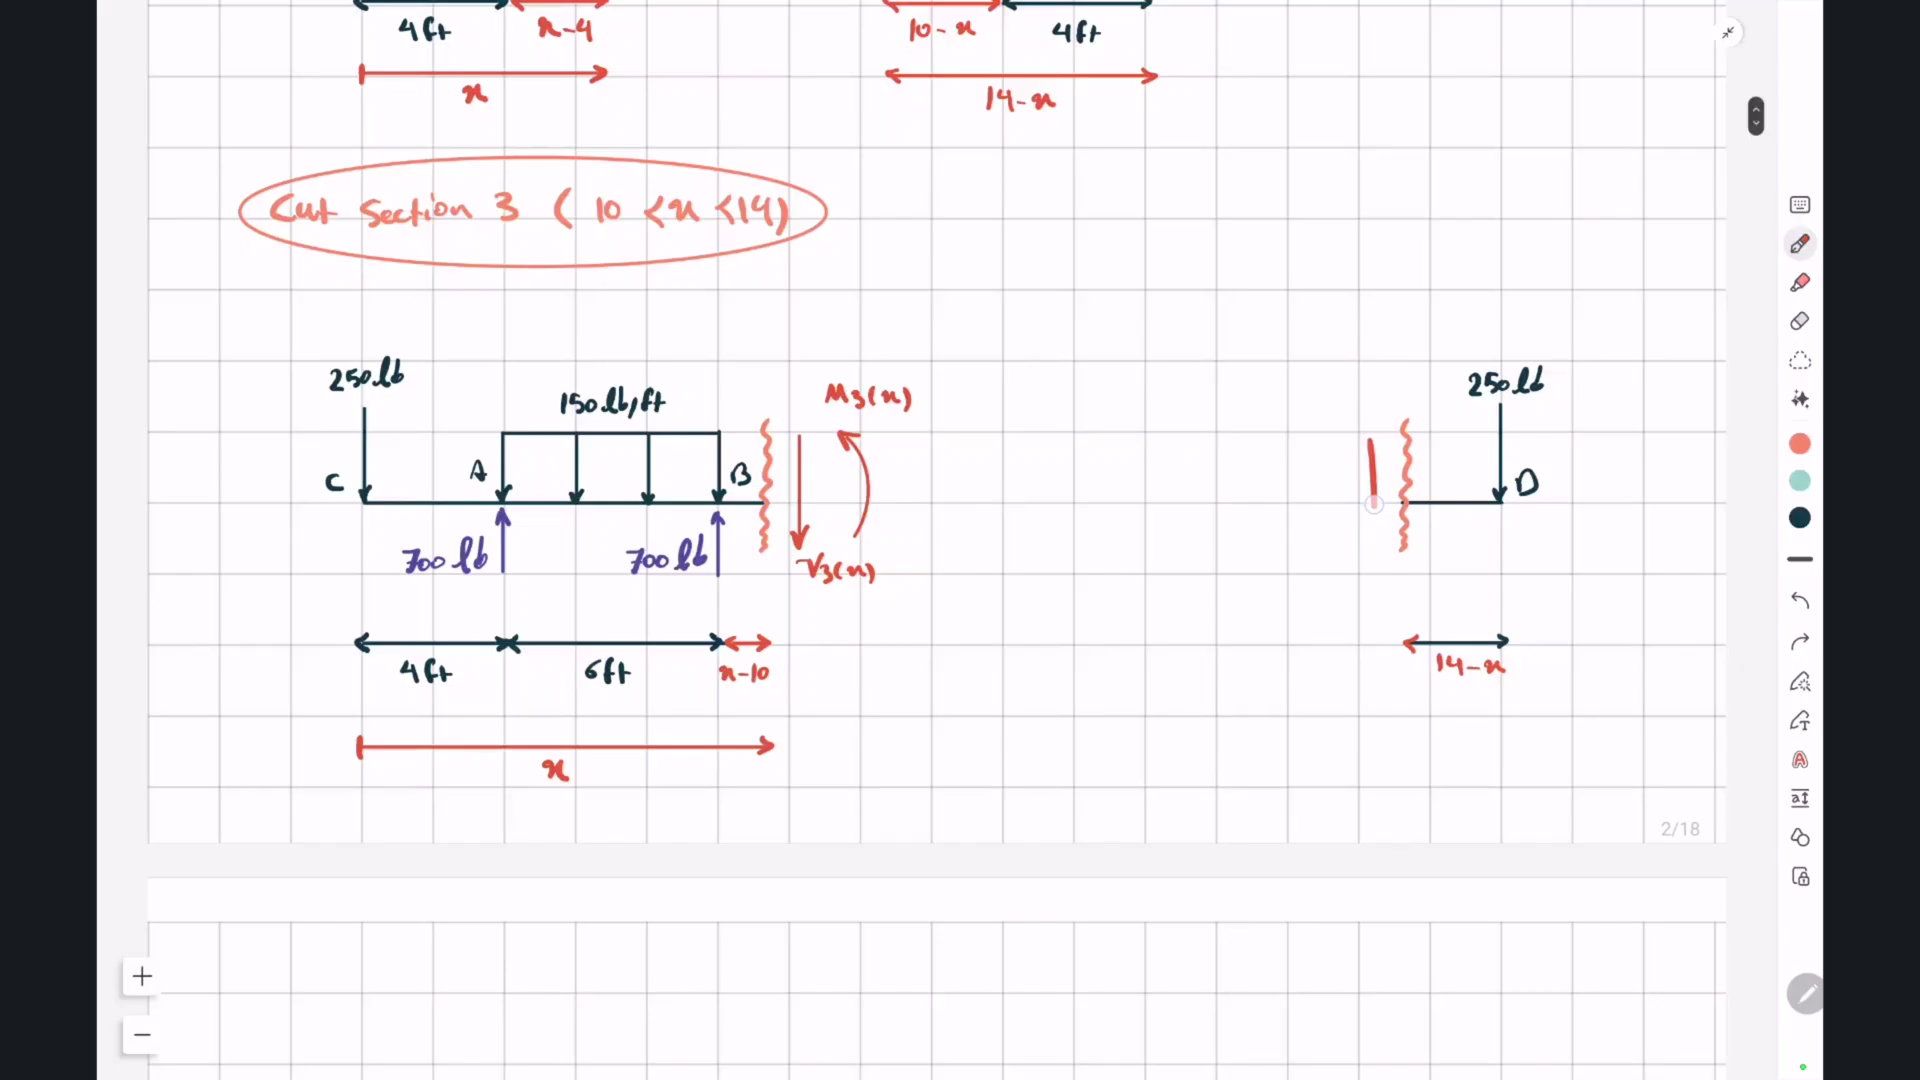 4ft x-4 10-x 4ft
x 14-x
Cut Section 3 ( 10 <x <14)
250 lb 150 lb/ft M3(x) 250 lb
C A B D
700 lb 700 lb V3(x)
4ft 6ft x-10 14-x
x
2/18